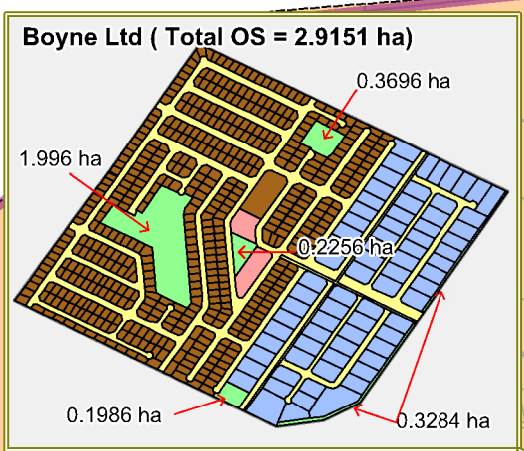 Boyne Ltd ( Total OS = 2.9151 ha)
0.3696 ha
1.996 ha
0.2256 ha
0.1986 ha
0.3284 ha